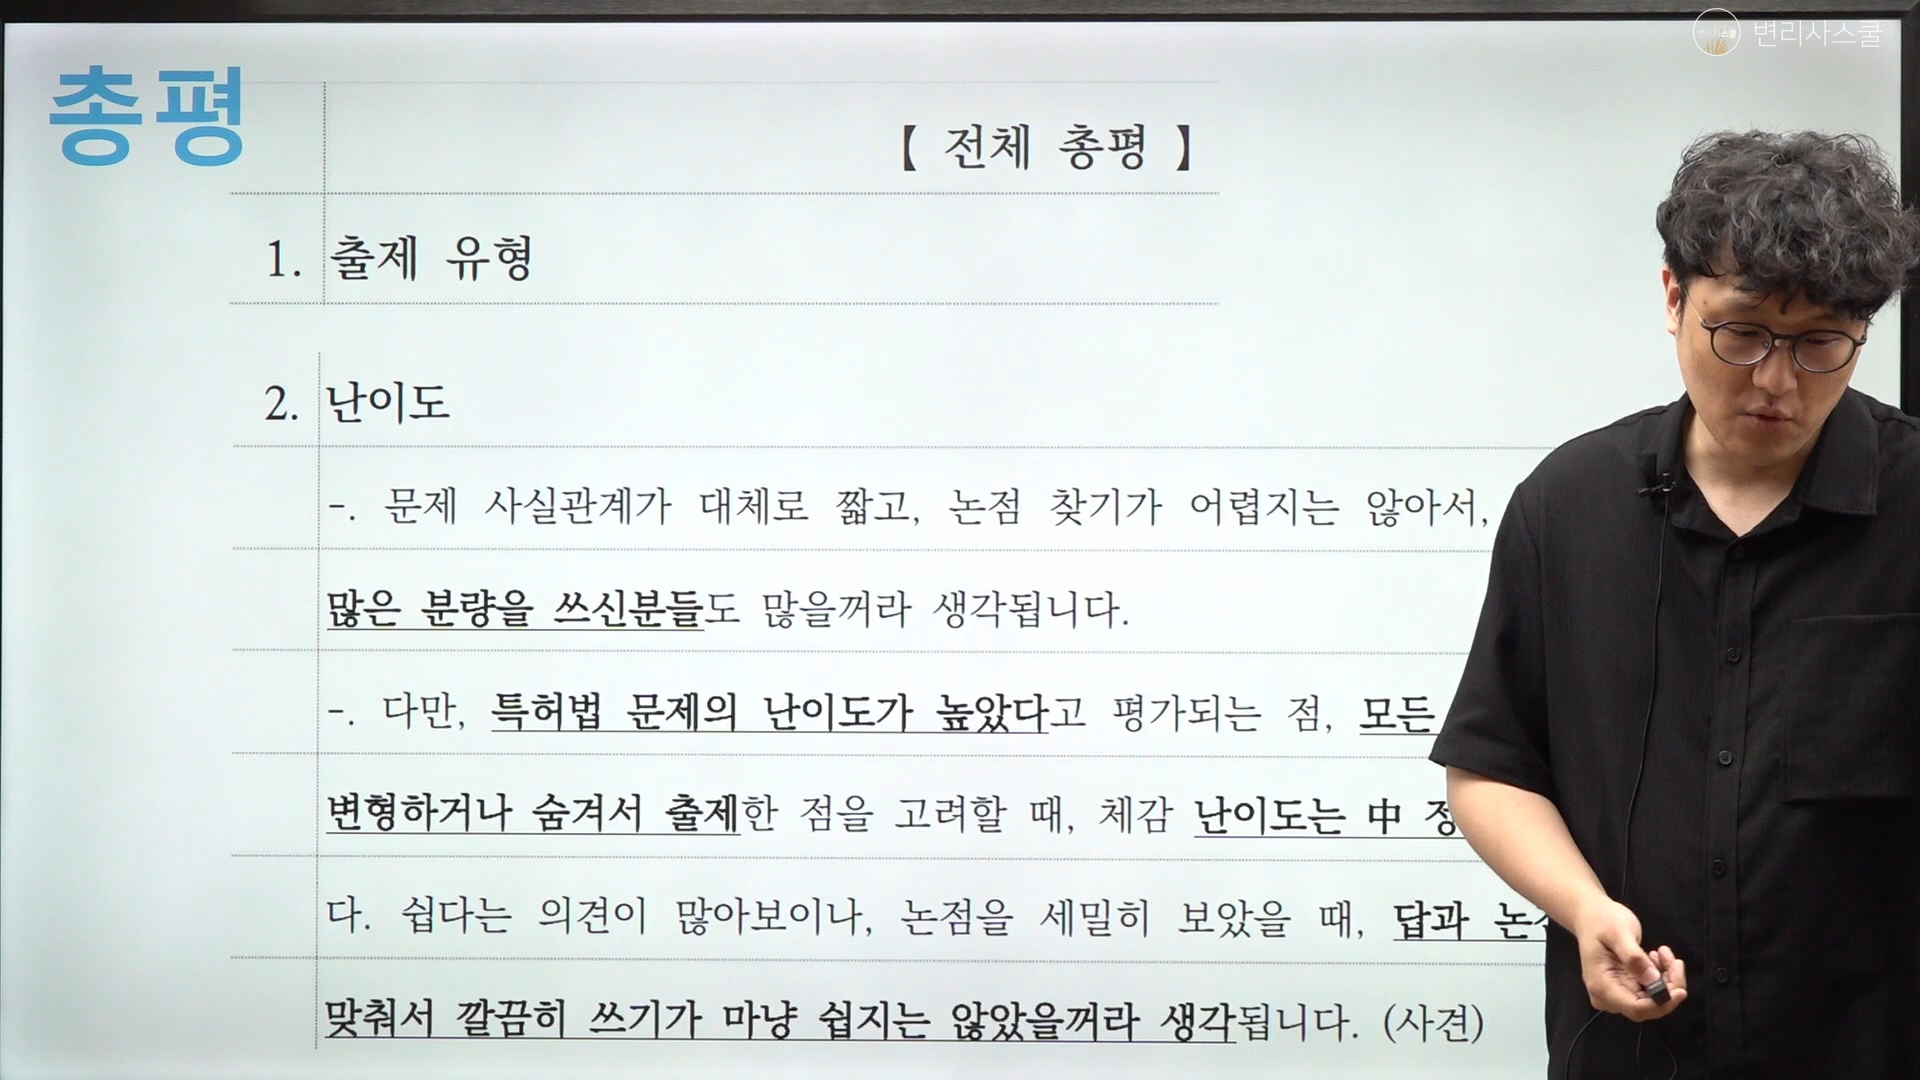 변리사스쿨
총평
【 전체 총평 】
1. 출제 유형
2. 난이도
-. 문제 사실관계가 대체로 짧고, 논점 찾기가 어렵지는 않아서,
많은 분량을 쓰신분들도 많을꺼라 생각됩니다.
-. 다만, 특허법 문제의 난이도가 높았다고 평가되는 점, 모든
변형하거나 숨겨서 출제한 점을 고려할 때, 체감 난이도는 中
다. 쉽다는 의견이 많아보이나, 논점을 세밀히 보았을 때, 답과
맞춰서 깔끔히 쓰기가 마냥 쉽지는 않았을꺼라 생각됩니다. (사견)